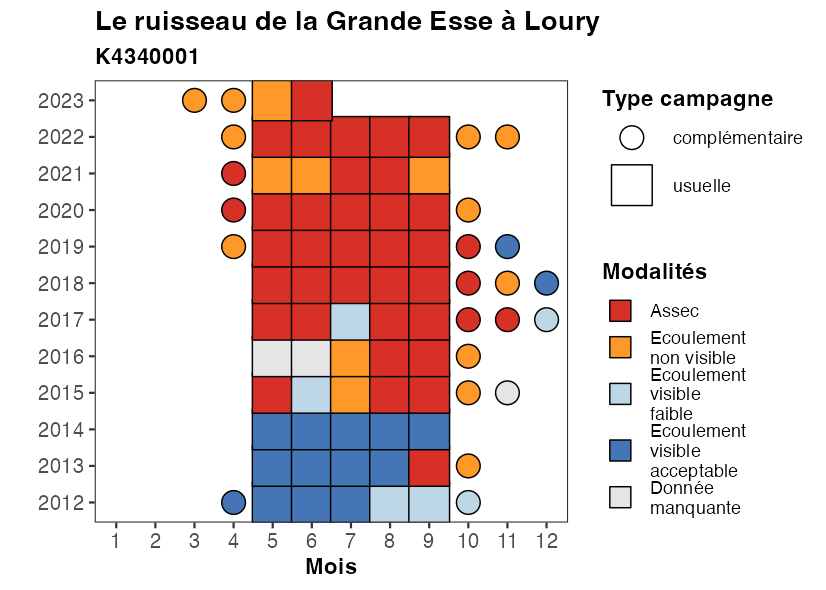 Le ruisseau de la Grande Esse à Loury
K4340001
2023
2022
2021
2020
2019
2018
2017
2016
2015
2014
2013
2012
1 2 3 4 5 6 7 8 9 10 11 12
Mois
Type campagne
complémentaire
usuelle
Modalités
Assec
Ecoulement
non visible
Ecoulement
visible
faible
Ecoulement
visible
acceptable
Donnée
manquante